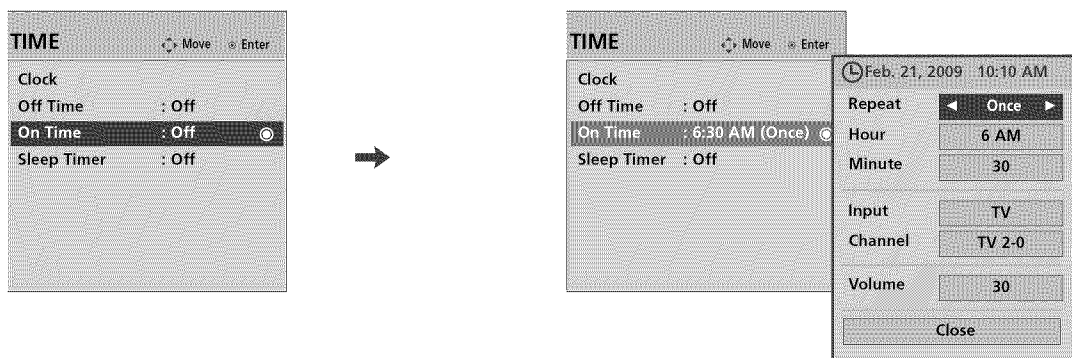 TIME Move Enter
Clock
Off Time : Off
On Time : Off
Sleep Timer : Off
TIME Move Enter
Clock
Off Time : Off
On Time : 6:30 AM (Once)
Sleep Timer : Off
Feb. 21, 2009 10:10 AM
Repeat ◄ Once ►
Hour 6 AM
Minute 30
Input TV
Channel TV 2-0
Volume 30
Close